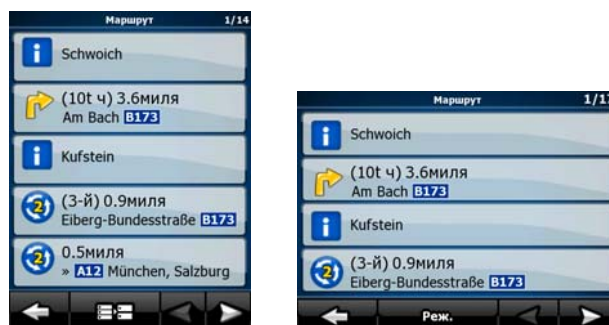 Маршрут 1/14
Schwoich
(10t ч) 3.6миля
Am Bach B173
Kufstein
(3-й) 0.9миля
Eiberg-Bundesstraße B173
0.5миля
» A12 München, Salzburg
Маршрут 1/17
Schwoich
(10t ч) 3.6миля
Am Bach B173
Kufstein
(3-й) 0.9миля
Eiberg-Bundesstraße B173
Реж.